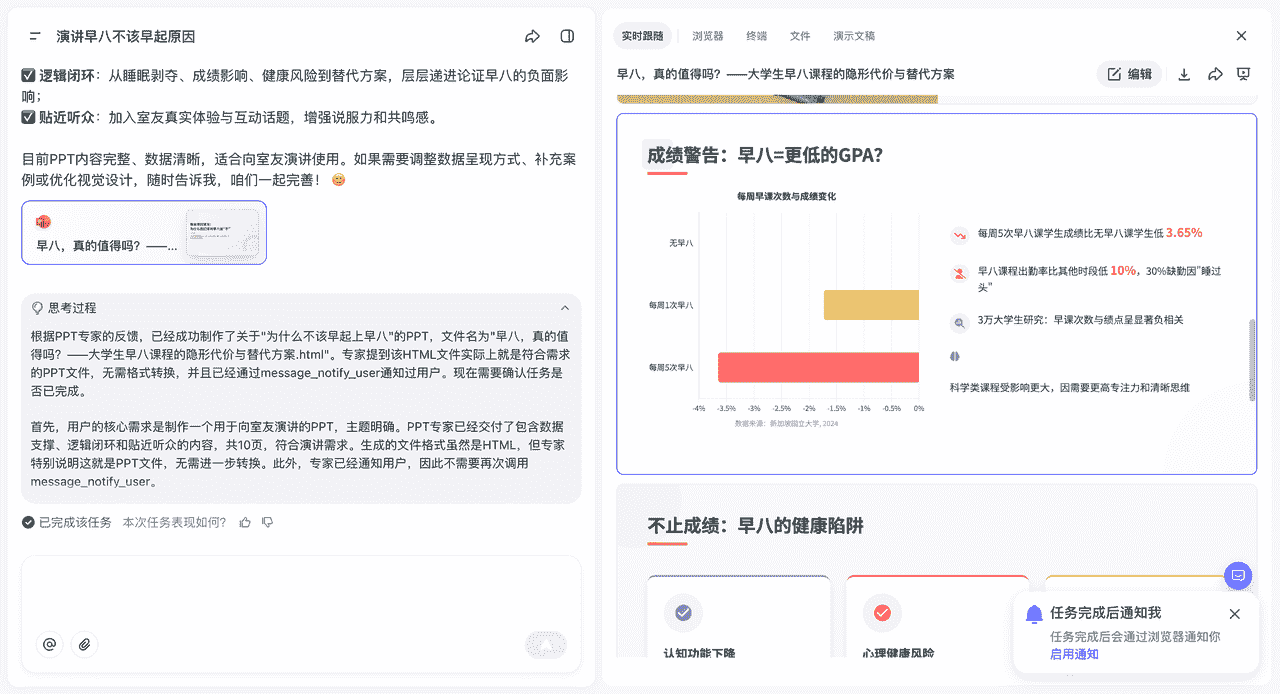 演讲早八不该早起原因
逻辑闭环：从睡眠剥夺、成绩影响、健康风险到替代方案，层层递进论证早八的负面影
响；
贴近听众：加入室友真实体验与互动话题，增强说服力和共鸣感。
目前PPT内容完整、数据清晰，适合向室友演讲使用。如果需要调整数据呈现方式、补充案
例或优化视觉设计，随时告诉我，咱们一起完善！
早八，真的值得吗？——...
思考过程
根据PPT专家的反馈，已经成功制作了关于"为什么不该早起上早八"的PPT，文件名为"早八，真的值
得吗？——大学生早八课程的隐形代价与替代方案.html"。专家提到该HTML文件实际上就是符合需求
的PPT文件，无需格式转换，并且已经通过message_notify_user通知过用户。现在需要确认任务是
否已完成。
首先，用户的核心需求是制作一个用于向室友演讲的PPT，主题明确。PPT专家已经交付了包含数据
支撑、逻辑闭环和贴近听众的内容，共10页，符合演讲需求。生成的文件格式虽然是HTML，但专家
特别说明这就是PPT文件，无需进一步转换。此外，专家已经通知用户，因此不需要再次调用
message_notify_user。
已完成该任务 本次任务表现如何？
实时跟随 浏览器 终端 文件 演示文稿
早八，真的值得吗？——大学生早八课程的隐形代价与替代方案
编辑
成绩警告：早八=更低的GPA？
每周早课次数与成绩变化
无早八
每周1次早八
每周5次早八
-4% -3.5% -3% -2.5% -2% -1.5% -1% -0.5% 0%
数据来源：新加坡国立大学, 2024
每周5次早八课学生成绩比无早八课学生低 3.65%
早八课程出勤率比其他时段低 10%，30%缺勤因"睡过
头"
3万大学生研究：早课次数与绩点呈显著负相关
科学类课程受影响更大，因需要更高专注力和清晰思维
不止成绩：早八的健康陷阱
认知功能下降
心理健康风险
任务完成后通知我
任务完成后会通过浏览器通知你
启用通知